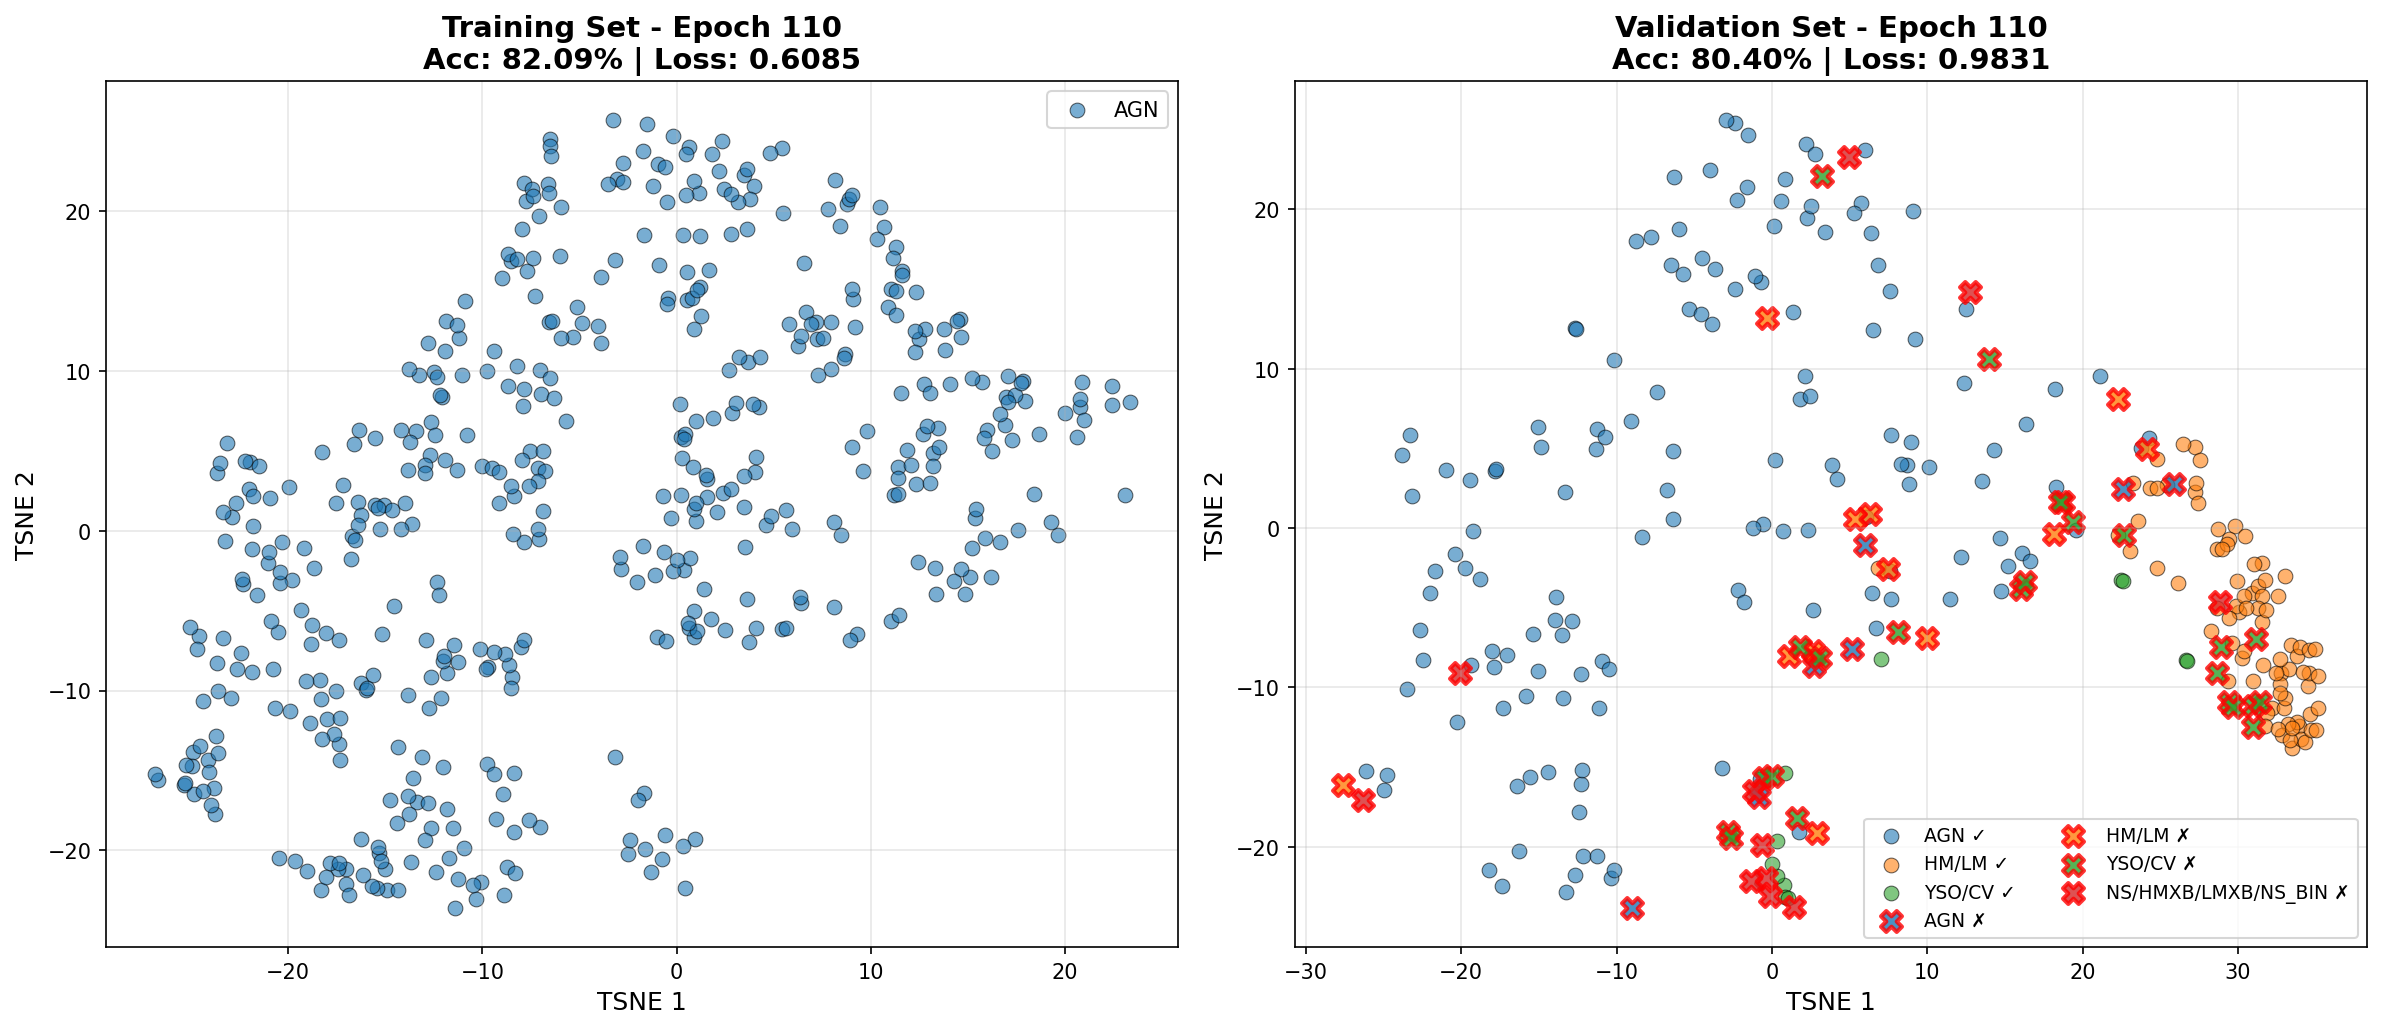 Training Set - Epoch 110
Acc: 82.09% | Loss: 0.6085
AGN
20
10
0
−10
−20
TSNE 2
−20
−10
0
10
20
TSNE 1
Validation Set - Epoch 110
Acc: 80.40% | Loss: 0.9831
20
10
0
−10
−20
TSNE 2
AGN ✓
HM/LM ✓
YSO/CV ✓
AGN ✗
HM/LM ✗
YSO/CV ✗
NS/HMXB/LMXB/NS_BIN ✗
−30
−20
−10
0
10
20
30
TSNE 1